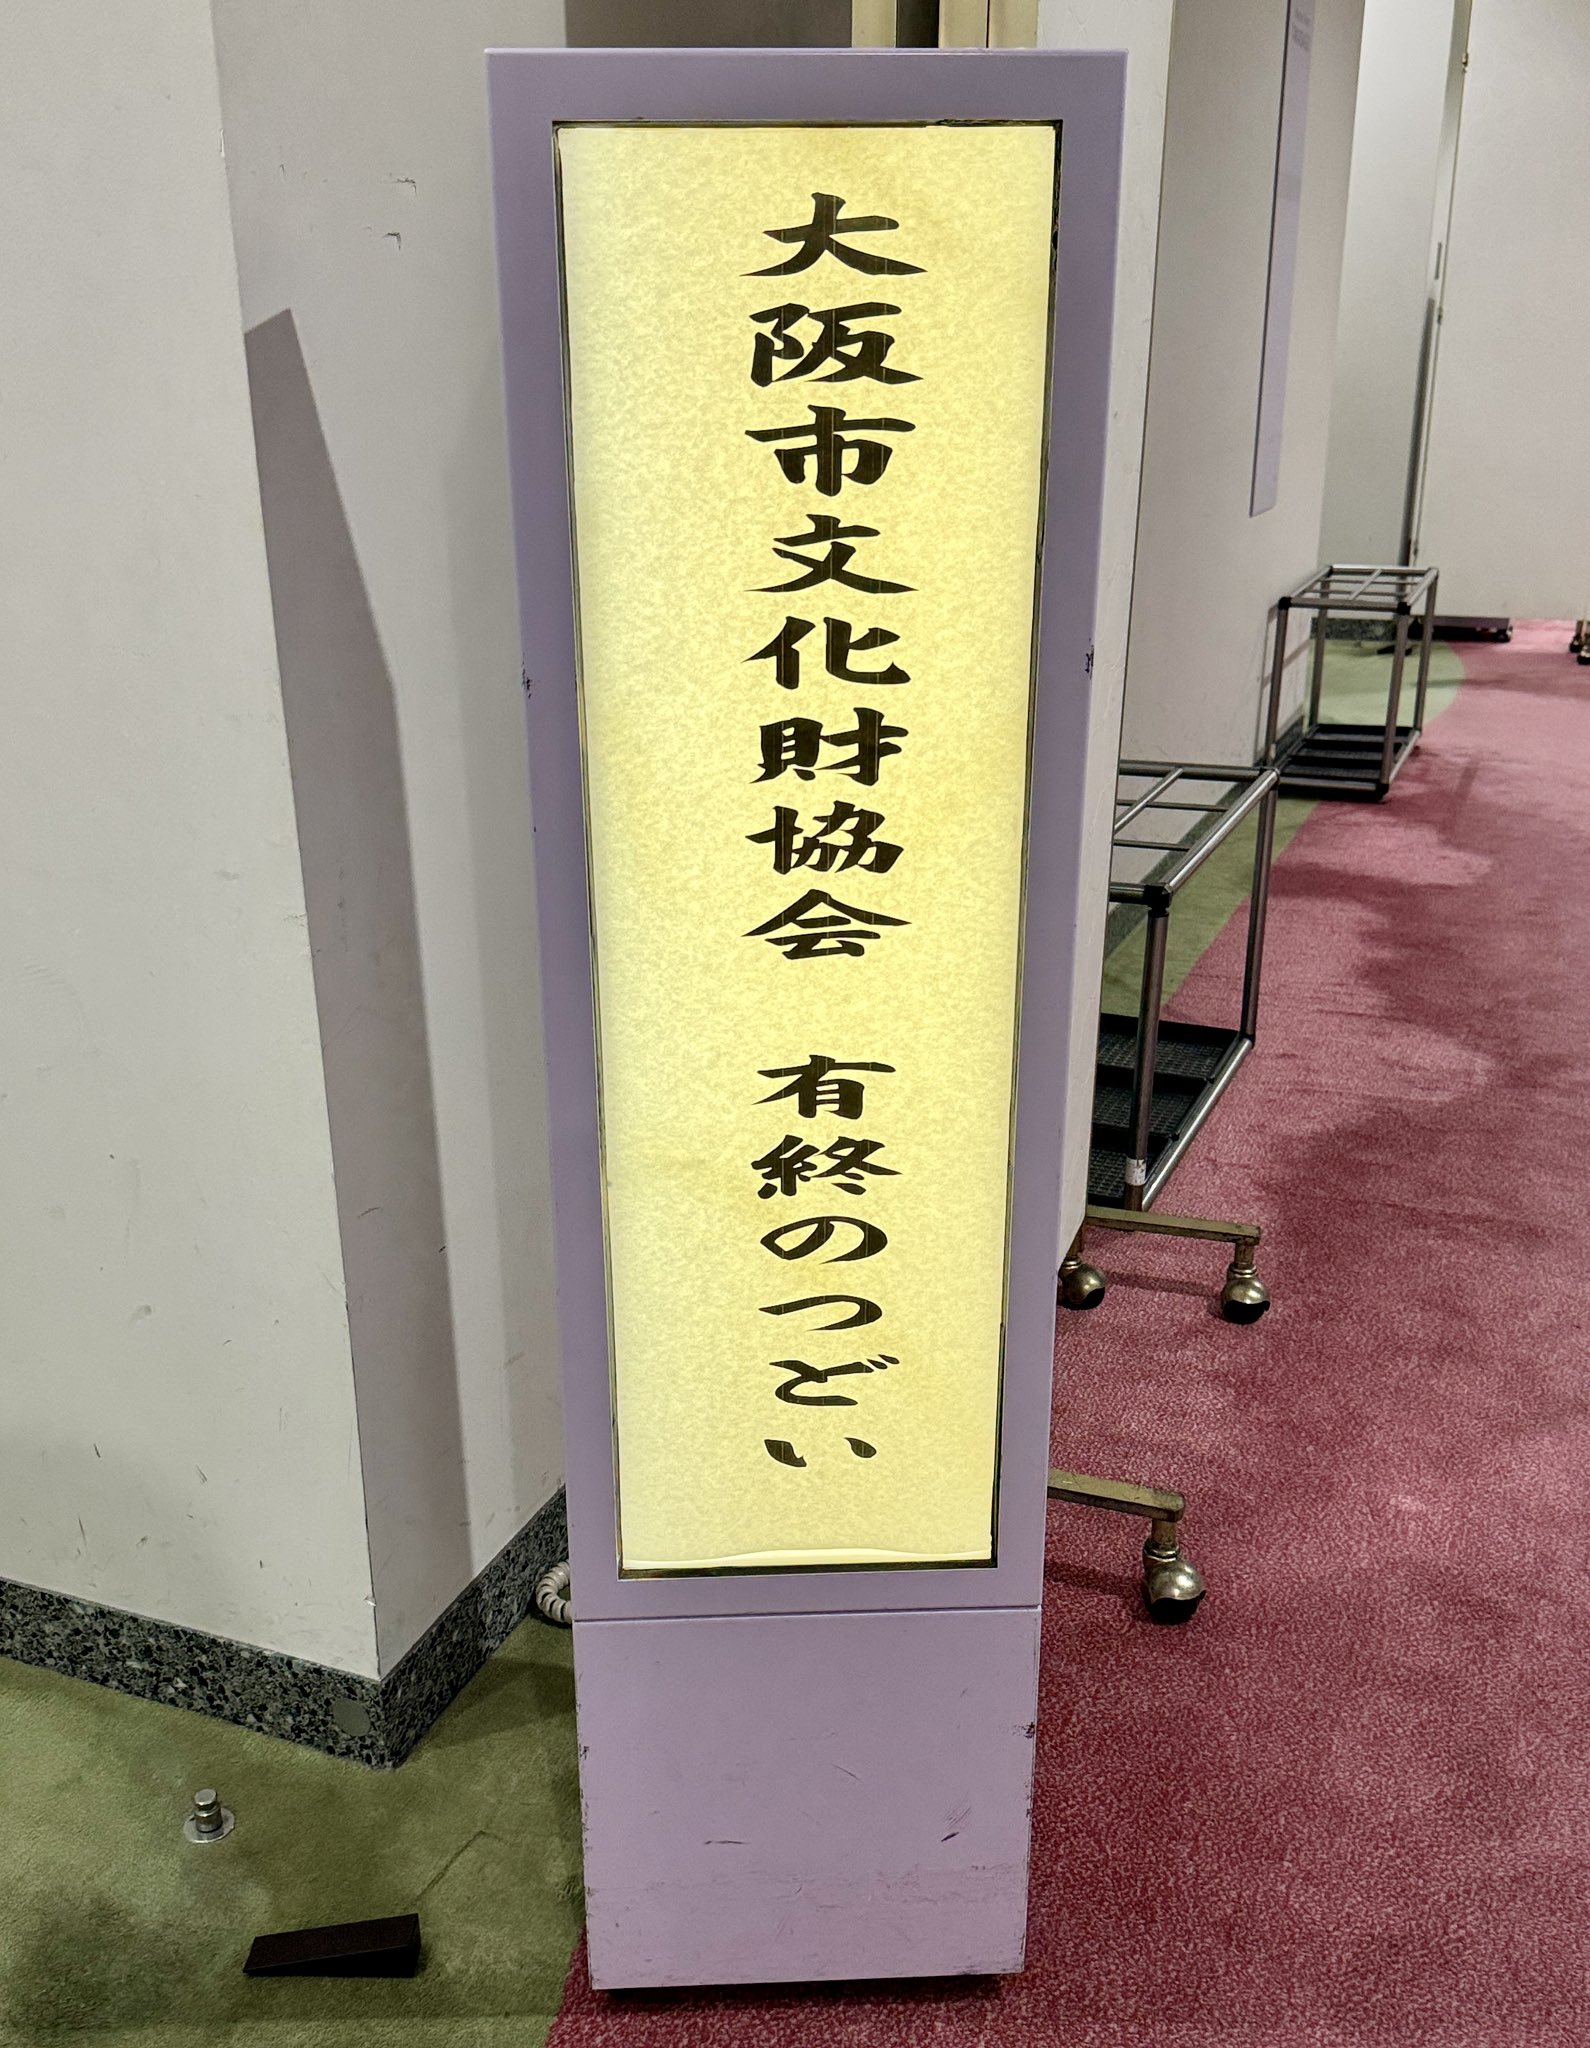 大阪市文化財協会　有終のつどい